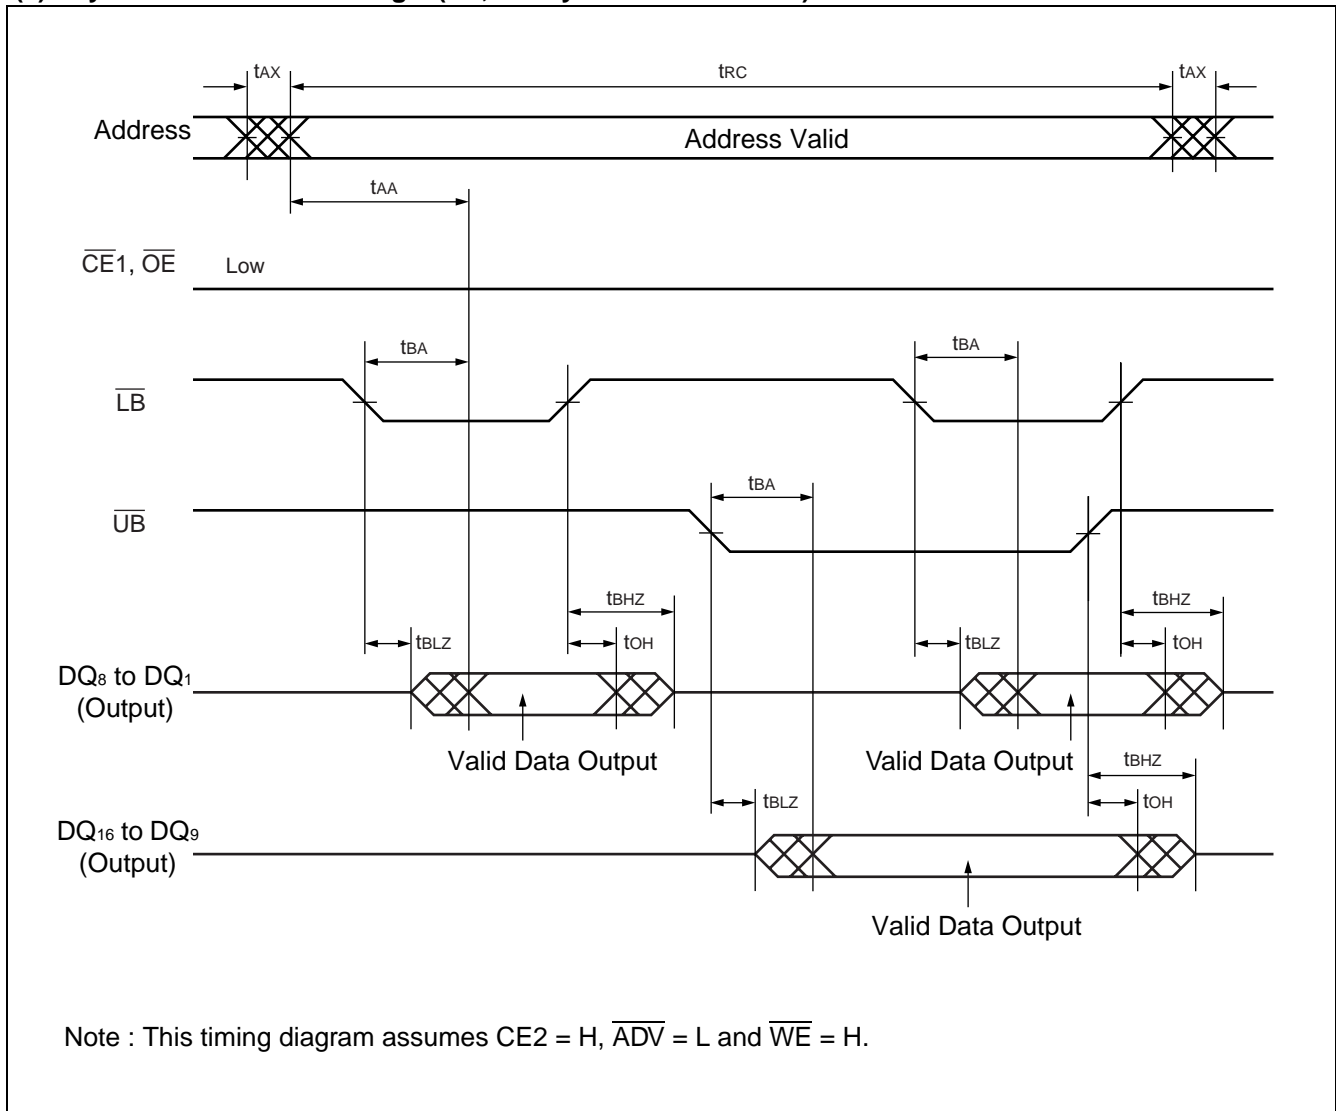 tAX tRC tAX
Address Address Valid
tAA
CE1, OE Low
tBA tBA
LB
tBA
UB
tBHZ tBHZ
tBLZ tOH tBLZ tOH
DQ8 to DQ1
(Output)
Valid Data Output Valid Data Output
tBHZ
tBLZ tOH
DQ16 to DQ9
(Output)
Valid Data Output
Note : This timing diagram assumes CE2 = H, ADV = L and WE = H.